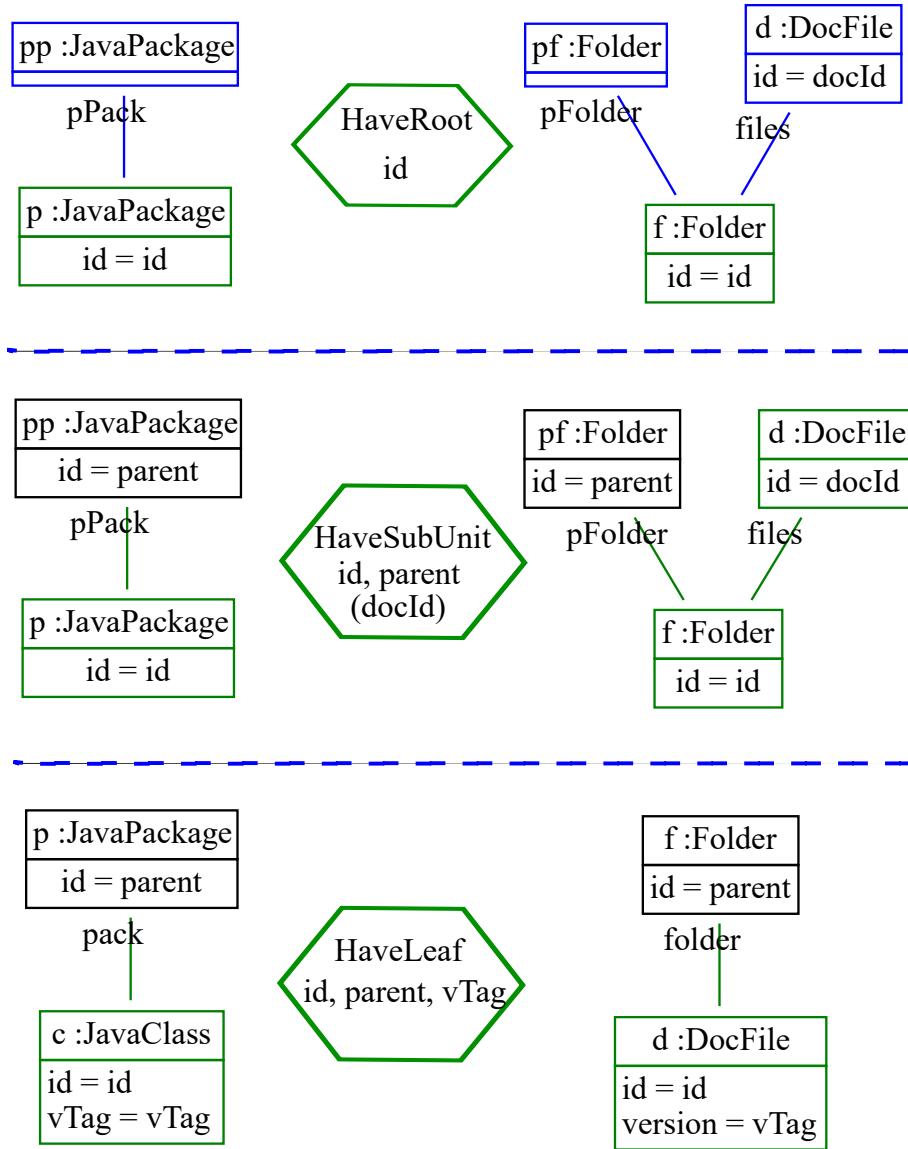 pp :JavaPackage
pPack
p :JavaPackage
id = id
HaveRoot
id
pf :Folder
pFolder
d :DocFile
id = docId
files
f :Folder
id = id
pp :JavaPackage
id = parent
pPack
p :JavaPackage
id = id
HaveSubUnit
id, parent
(docId)
pf :Folder
id = parent
pFolder
d :DocFile
id = docId
files
f :Folder
id = id
p :JavaPackage
id = parent
pack
c :JavaClass
id = id
vTag = vTag
HaveLeaf
id, parent, vTag
f :Folder
id = parent
folder
d :DocFile
id = id
version = vTag